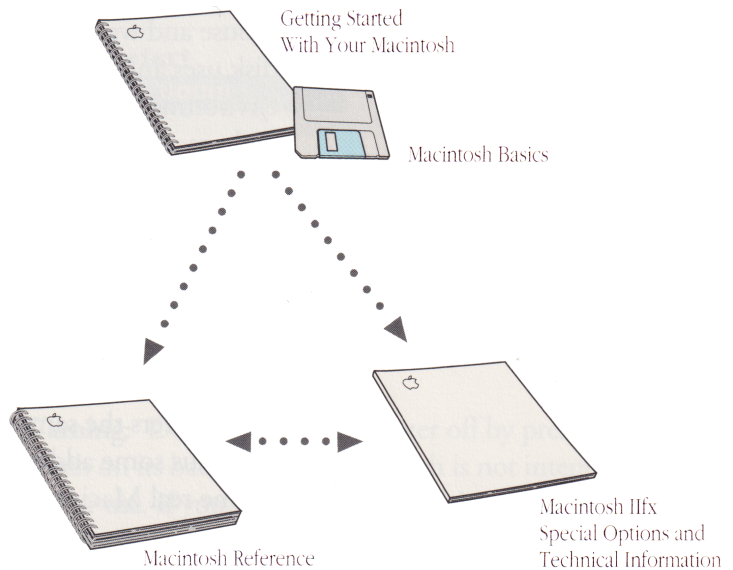 Getting Started
With Your Macintosh
Macintosh Basics
Macintosh Reference
Macintosh IIfx
Special Options and
Technical Information